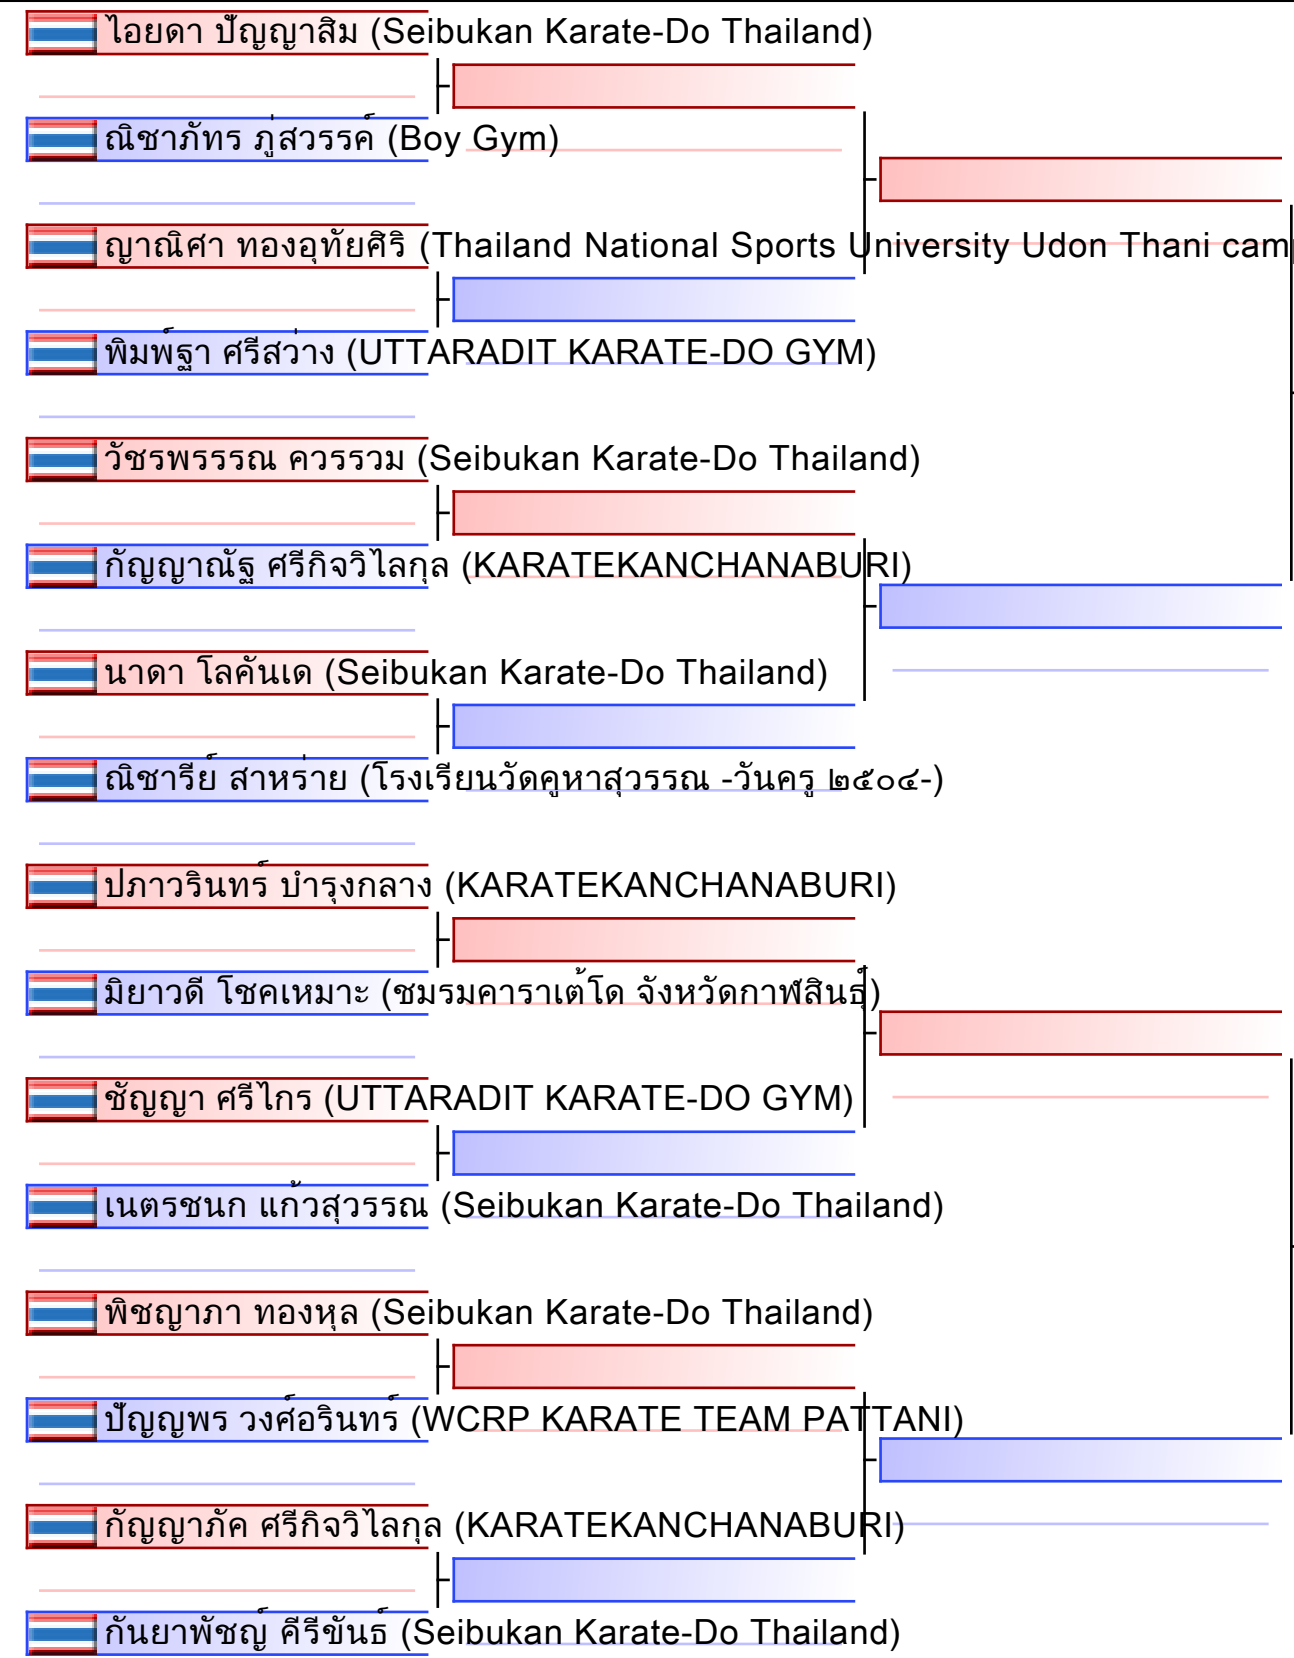 ไอยดา ปัญญาสิม (Seibukan Karate-Do Thailand)
ณิชาภัทร ภู่สวรรค์ (Boy Gym)
ญาณิศา ทองอุทัยศิริ (Thailand National Sports University Udon Thani cam
พิมพ์ฐา ศรีสว่าง (UTTARADIT KARATE-DO GYM)
วัชรพรรรณ ควรรวม (Seibukan Karate-Do Thailand)
กัญญาณัฐ ศรีกิจวิไลกุล (KARATEKANCHANABURI)
นาดา โลคันเด (Seibukan Karate-Do Thailand)
ณิชารีย์ สาหร่าย (โรงเรียนวัดคูหาสุวรรณ -วันครู ๒๕๐๔-)
ปภาวรินทร์ บำรุงกลาง (KARATEKANCHANABURI)
มิยาวดี โชคเหมาะ (ชมรมคาราเต้โด จังหวัดกาฬสินธุ์)
ชัญญา ศรีไกร (UTTARADIT KARATE-DO GYM)
เนตรชนก แก้วสุวรรณ (Seibukan Karate-Do Thailand)
พิชญาภา ทองหุล (Seibukan Karate-Do Thailand)
ปัญญพร วงศ์อรินทร์ (WCRP KARATE TEAM PATTANI)
กัญญาภัค ศรีกิจวิไลกุล (KARATEKANCHANABURI)
กันยาพัชญ์ คีรีขันธ์ (Seibukan Karate-Do Thailand)